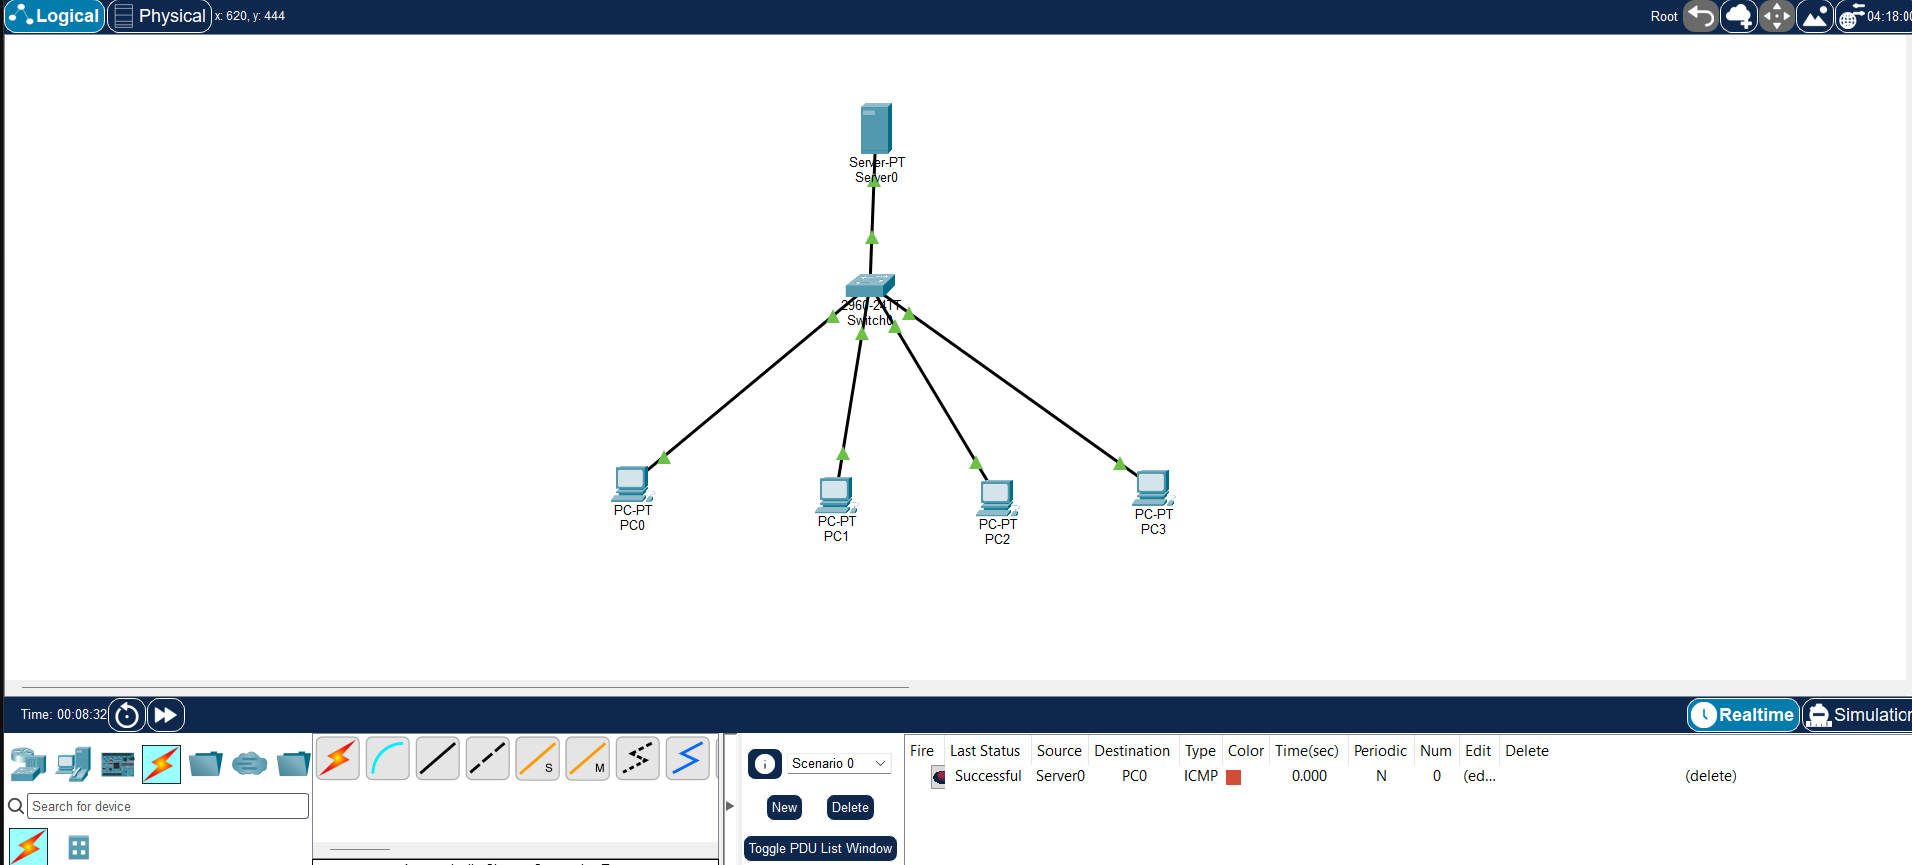 Logical Physical x: 620, y: 444 Root 04:18:00
Server-PT
Server0
2960-24TT
Switch0
PC-PT
PC0
PC-PT
PC1
PC-PT
PC2
PC-PT
PC3
Time: 00:08:32 Realtime Simulation
Fire Last Status Source Destination Type Color Time(sec) Periodic Num Edit Delete
Scenario 0
Successful Server0 PC0 ICMP 0.000 N 0 (ed... (delete)
S M
Search for device
New Delete
Toggle PDU List Window